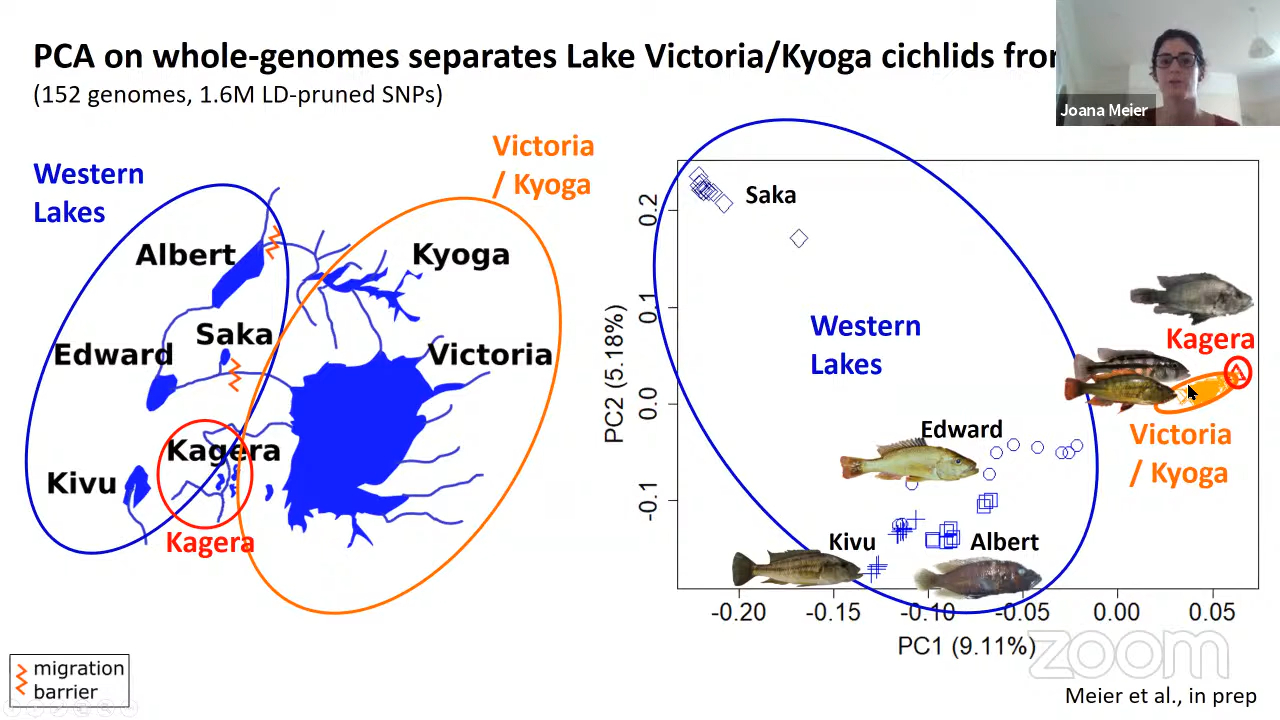 PCA on whole-genomes separates Lake Victoria/Kyoga cichlids from
(152 genomes, 1.6M LD-pruned SNPs)
Joana Meier
Western
Lakes
Victoria
/ Kyoga
Albert
Kyoga
Saka
Edward
Victoria
Kagera
Kivu
Kagera
migration
barrier
PC2 (5.18%)
0.2
0.1
0.0
-0.1
Saka
Western
Lakes
Kagera
Edward
Victoria
/ Kyoga
Kivu
Albert
-0.20
-0.15
-0.10
-0.05
0.00
0.05
PC1 (9.11%)
zoom
Meier et al., in prep